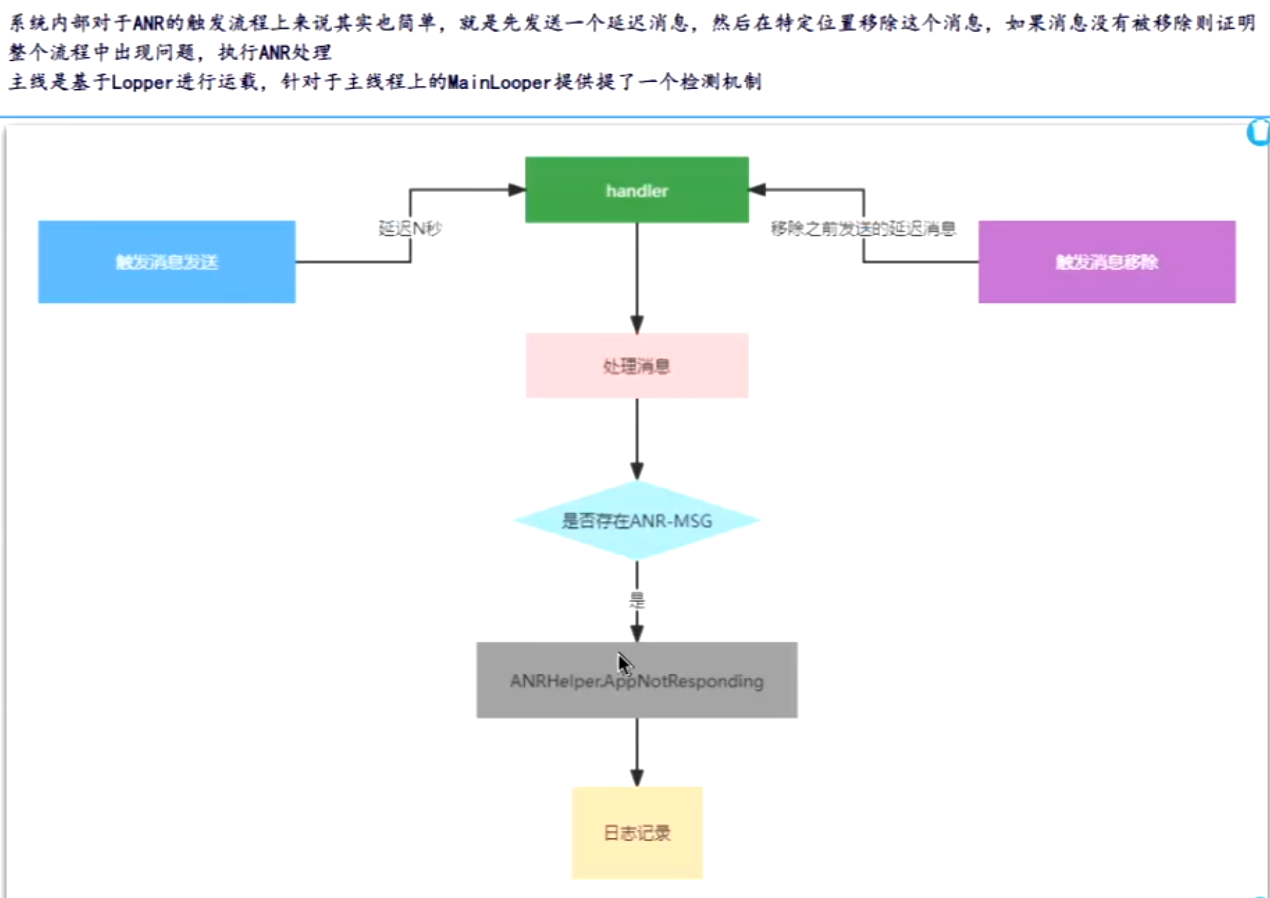 系统内部对于ANR的触发流程上来说其实也简单，就是先发送一个延迟消息，然后在特定位置移除这个消息，如果消息没有被移除则证明
整个流程中出现问题，执行ANR处理
主线是基于Lopper进行运载，针对于主线程上的MainLooper提供提了一个检测机制
handler
延迟N秒
移除之前发送的延迟消息
触发消息发送
触发消息移除
处理消息
是否存在ANR-MSG
是
ANRHelper.AppNotResponding
日志记录